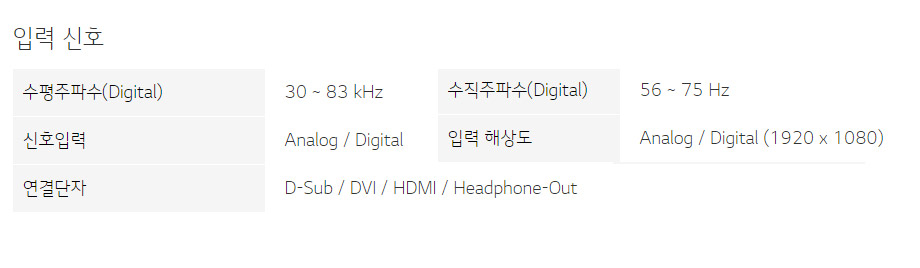 입력 신호
수평주파수(Digital) 30 ~ 83 kHz 수직주파수(Digital) 56 ~ 75 Hz
신호입력 Analog / Digital 입력 해상도 Analog / Digital (1920 x 1080)
연결단자 D-Sub / DVI / HDMI / Headphone-Out